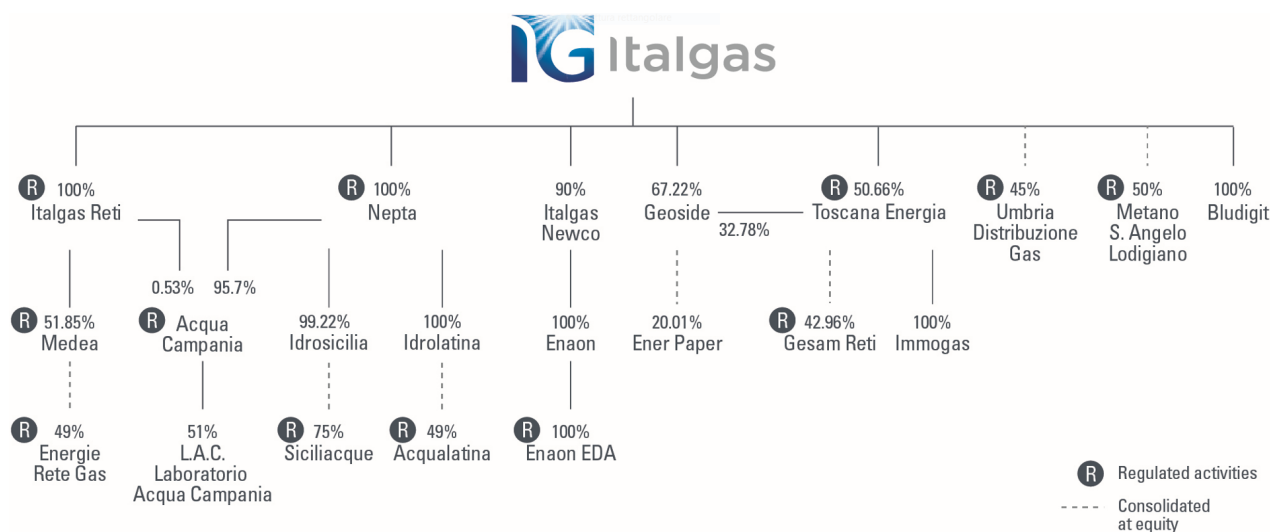 IG Italgas
R 100%
Italgas Reti
R 100%
Nepta
90%
Italgas
Newco
67.22%
Geoside
32.78%
R 50.66%
Toscana Energia
R 45%
Umbria
Distribuzione
Gas
R 50%
Metano
S. Angelo
Lodigiano
100%
Bludigit
0.53%
95.7%
R 51.85%
Medea
R Acqua
Campania
99.22%
Idrosicilia
100%
Idrolatina
100%
Enaon
20.01%
Ener Paper
R 42.96%
Gesam Reti
100%
Immogas
R 49%
Energie
Rete Gas
51%
L.A.C.
Laboratorio
Acqua Campania
R 75%
Siciliacque
R 49%
Acqualatina
R 100%
Enaon EDA
R Regulated activities
Consolidated
at equity